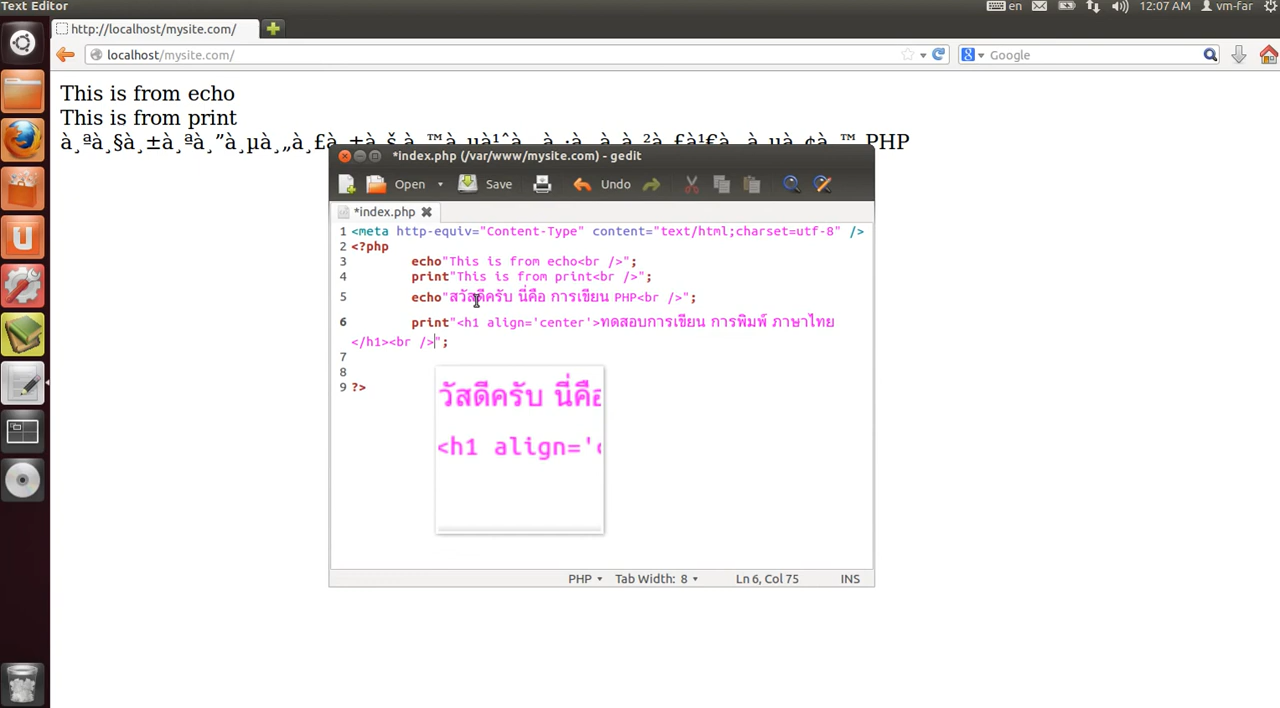 Text Editor
en
12:07 AM
vm-far
http://localhost/mysite.com/
localhost/mysite.com/
Google
This is from echo
This is from print
PHP
*index.php (/var/www/mysite.com) - gedit
Open
Save
Undo
*index.php
1 <meta http-equiv="Content-Type" content="text/html;charset=utf-8" />
2 <?php
3 echo"This is from echo<br />";
4 print"This is from print<br />";
5 echo"สวัสดีครับ นี่คือ การเขียน PHP<br />";
6 print"<h1 align='center'>ทดสอบการเขียน การพิมพ์ ภาษาไทย
</h1><br />";
7
8
9 ?>
วัสดีครับ นี่คือ
<h1 align='c
PHP
Tab Width: 8
Ln 6, Col 75
INS